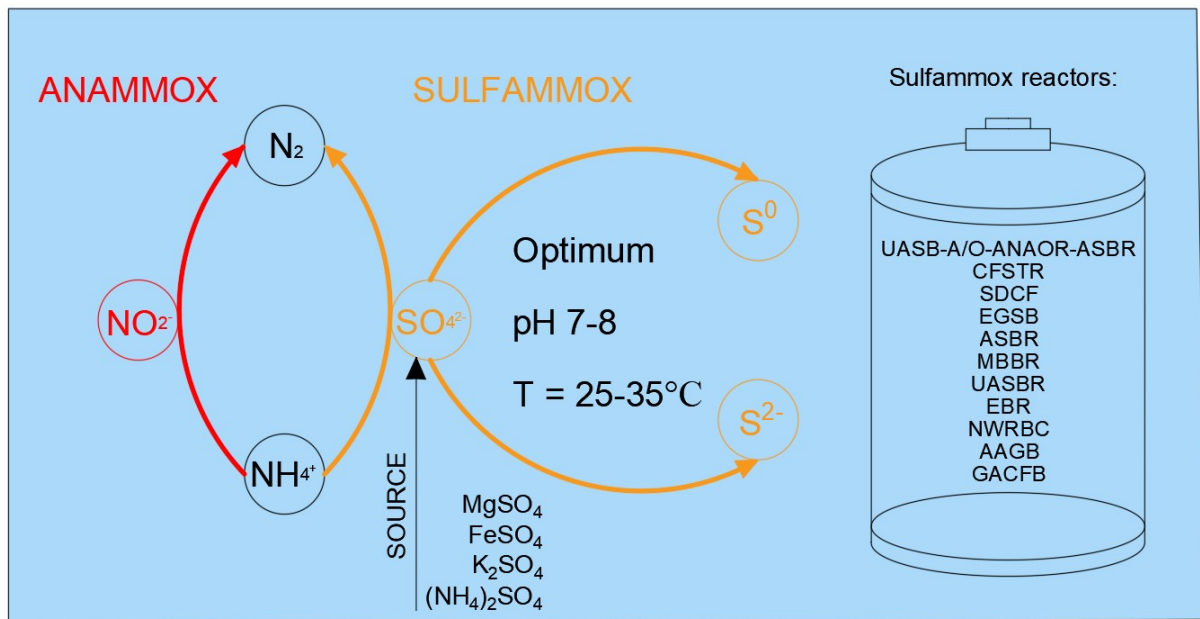 ANAMMOX
SULFAMMOX
N₂
NO²⁻
NH⁴⁺
SO⁴²⁻
S⁰
S²⁻
Optimum
pH 7-8
T = 25-35°C
SOURCE
MgSO₄
FeSO₄
K₂SO₄
(NH₄)₂SO₄
Sulfammox reactors:
UASB-A/O-ANAOR-ASBR
CFSTR
SDCF
EGSB
ASBR
MBBR
UASBR
EBR
NWRBC
AAGB
GACFB